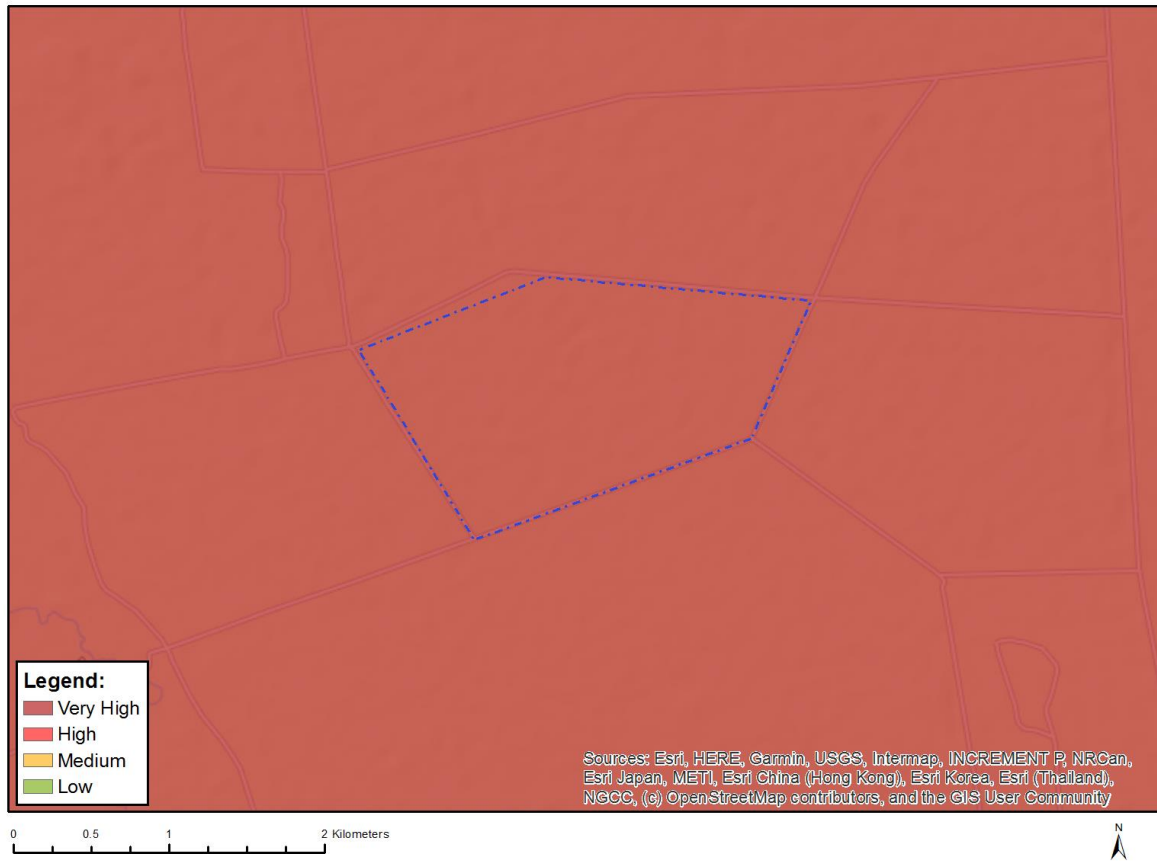 Legend:
Very High
High
Medium
Low
Sources: Esri, HERE, Garmin, USGS, Intermap, INCREMENT P, NRCan,
Esri Japan, METI, Esri China (Hong Kong), Esri Korea, Esri (Thailand),
NGCC, (c) OpenStreetMap contributors, and the GIS User Community
0 0.5 1 2 Kilometers
N